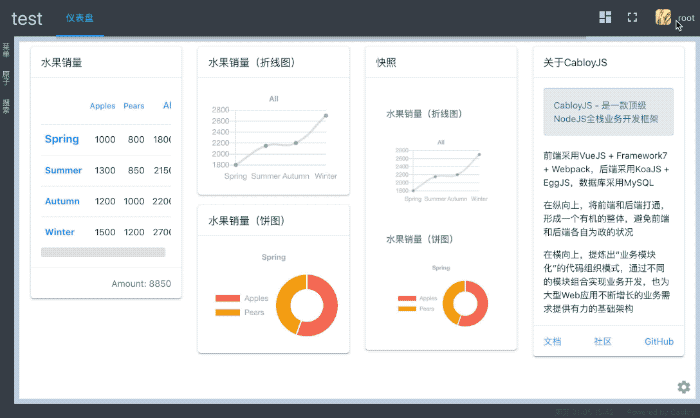 test
仪表盘
root
菜单
原子
搜索
水果销量
Apples Pears All
Spring 1000 800 1800
Summer 1300 850 2150
Autumn 1200 1000 2200
Winter 1500 1200 2700
Amount: 8850
水果销量（折线图）
All
2800
2600
2400
2200
2000
1800
Spring Summer Autumn Winter
水果销量（饼图）
Spring
Apples
Pears
快照
水果销量（折线图）
All
2800
2600
2400
2200
2000
1800
Spring Summer Autumn Winter
水果销量（饼图）
Spring
Apples
Pears
关于CabloyJS
CabloyJS - 是一款顶级
NodeJS全栈业务开发框架
前端采用VueJS + Framework7
+ Webpack，后端采用KoaJS +
EggJS，数据库采用MySQL
在纵向上，将前端和后端打通，
形成一个有机的整体，避免前端
和后端各自为政的状况
在横向上，提炼出“业务模块
化”的代码组织模式，通过不同
的模块组合实现业务开发，也为
大型Web应用不断增长的业务需
求提供有力的基础架构
文档 社区 GitHub